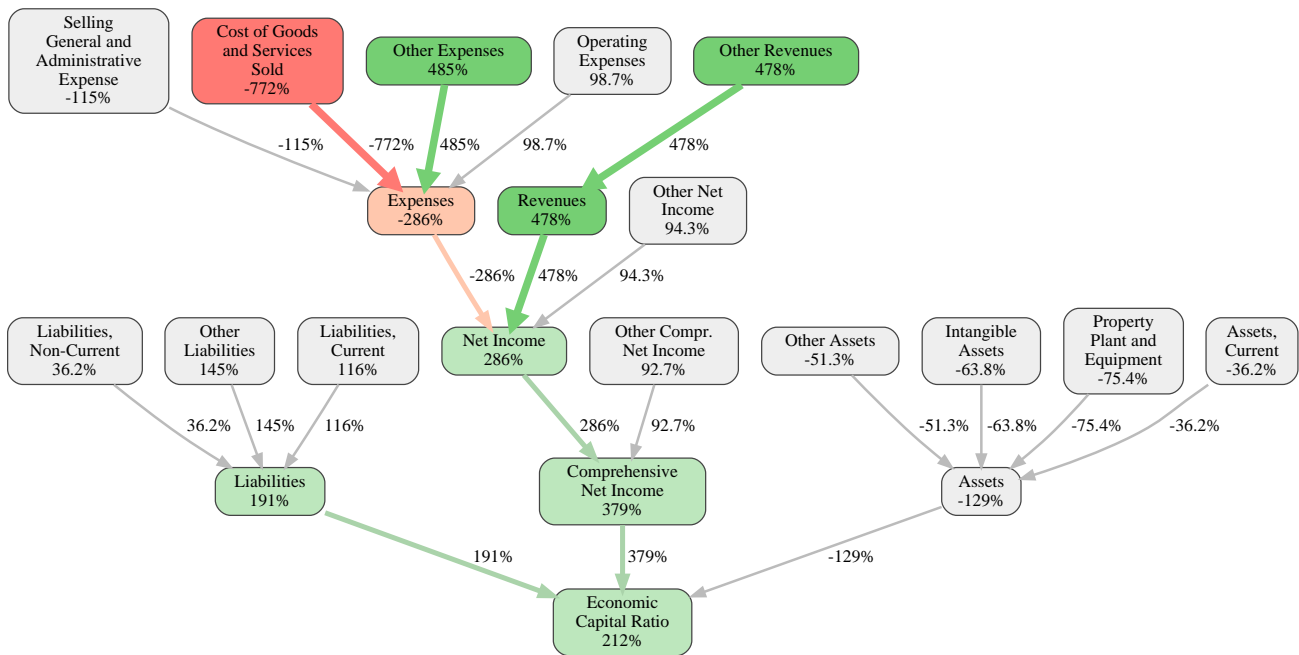 Selling
General and
Administrative
Expense
-115%
Cost of Goods
and Services
Sold
-772%
Other Expenses
485%
Operating
Expenses
98.7%
Other Revenues
478%
-115%
-772%
485%
98.7%
478%
Expenses
-286%
Revenues
478%
Other Net
Income
94.3%
-286%
478%
94.3%
Liabilities,
Non-Current
36.2%
Other
Liabilities
145%
Liabilities,
Current
116%
Net Income
286%
Other Compr.
Net Income
92.7%
Other Assets
-51.3%
Intangible
Assets
-63.8%
Property
Plant and
Equipment
-75.4%
Assets,
Current
-36.2%
36.2%
145%
116%
286%
92.7%
-51.3%
-63.8%
-75.4%
-36.2%
Liabilities
191%
Comprehensive
Net Income
379%
Assets
-129%
191%
379%
-129%
Economic
Capital Ratio
212%